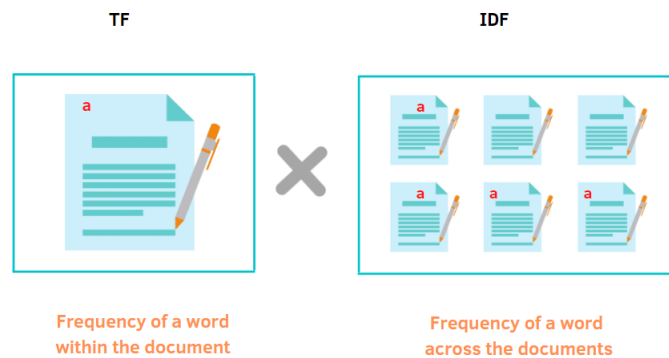 TF
IDF
a
a
a
a
a
Frequency of a word
within the document
Frequency of a word
across the documents